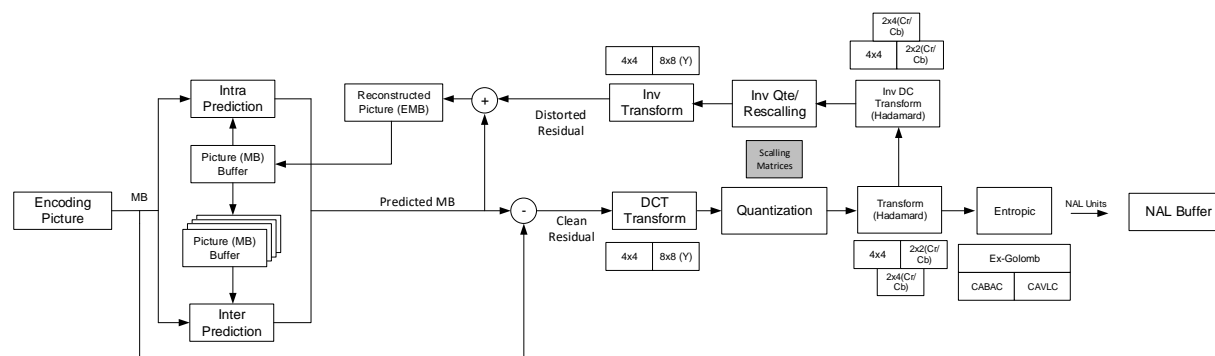 2x4(Cr/
Cb)
4x4
2x2(Cr/
Cb)
4x4
8x8 (Y)
Intra
Prediction
Reconstructed
Picture (EMB)
+
Distorted
Residual
Inv
Transform
Inv Qte/
Rescalling
Inv DC
Transform
(Hadamard)
Picture (MB)
Buffer
Scalling
Matrices
Encoding
Picture
MB
Predicted MB
-
Clean
Residual
DCT
Transform
Quantization
Transform
(Hadamard)
Entropic
NAL Units
NAL Buffer
Picture (MB)
Buffer
4x4
8x8 (Y)
4x4
2x2(Cr/
Cb)
2x4(Cr/
Cb)
Ex-Golomb
CABAC
CAVLC
Inter
Prediction